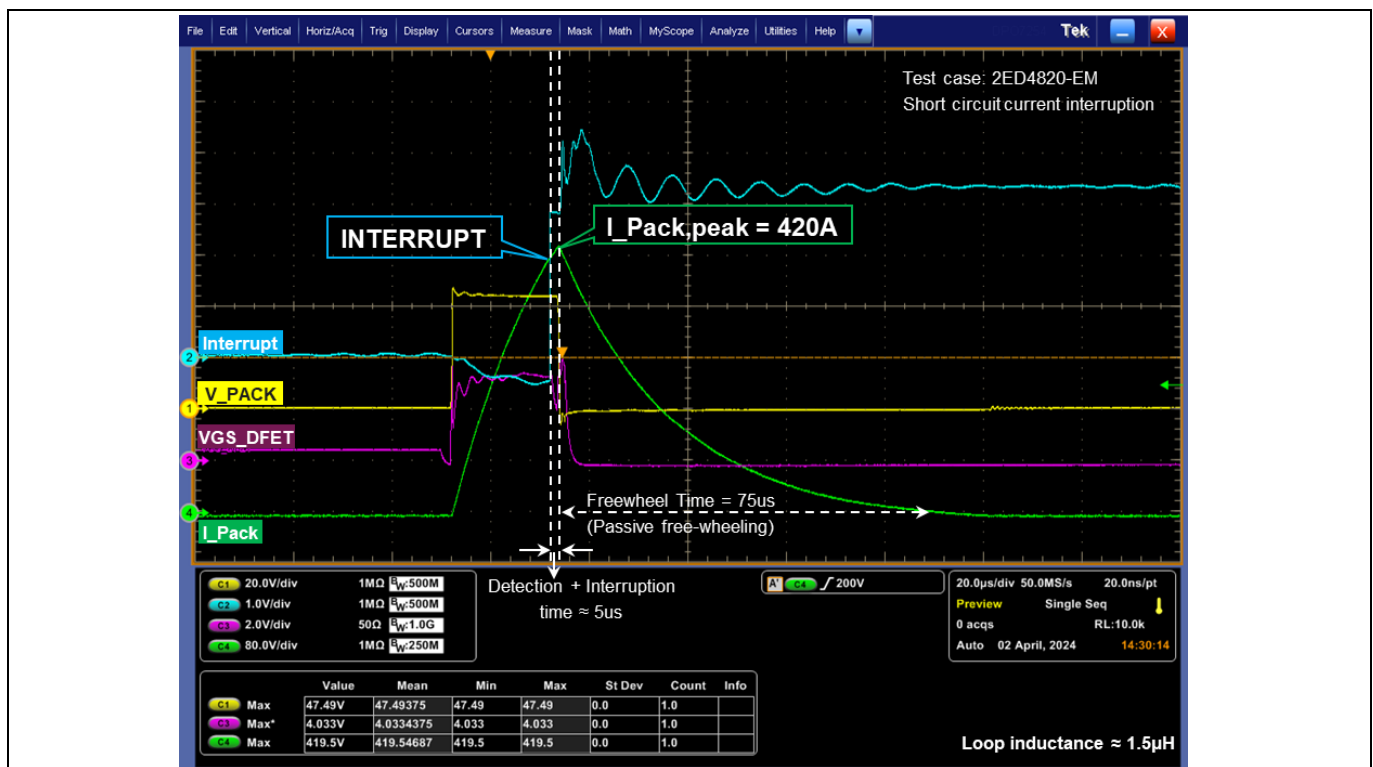 File Edit Vertical Horiz/Acq Trig Display Cursors Measure Mask Math MyScope Analyze Utilities Help Tek X
Test case: 2ED4820-EM
Short circuit current interruption
INTERRUPT
I_Pack,peak = 420A
Interrupt
2
V_PACK
1
VGS_DFET
3
4
I_Pack
Freewheel Time = 75us
(Passive free-wheeling)
Detection + Interruption
time ≈ 5us
C1 20.0V/div 1MΩ BW:500M
C2 1.0V/div 1MΩ BW:500M
C3 2.0V/div 50Ω BW:1.0G
C4 80.0V/div 1MΩ BW:250M
A' C4 200V
20.0µs/div 50.0MS/s 20.0ns/pt
Preview Single Seq
0 acqs RL:10.0k
Auto 02 April, 2024 14:30:14
Value Mean Min Max St Dev Count Info
C1 Max 47.49V 47.49375 47.49 47.49 0.0 1.0
C3 Max* 4.033V 4.0334375 4.033 4.033 0.0 1.0
C4 Max 419.5V 419.54687 419.5 419.5 0.0 1.0
Loop inductance ≈ 1.5µH